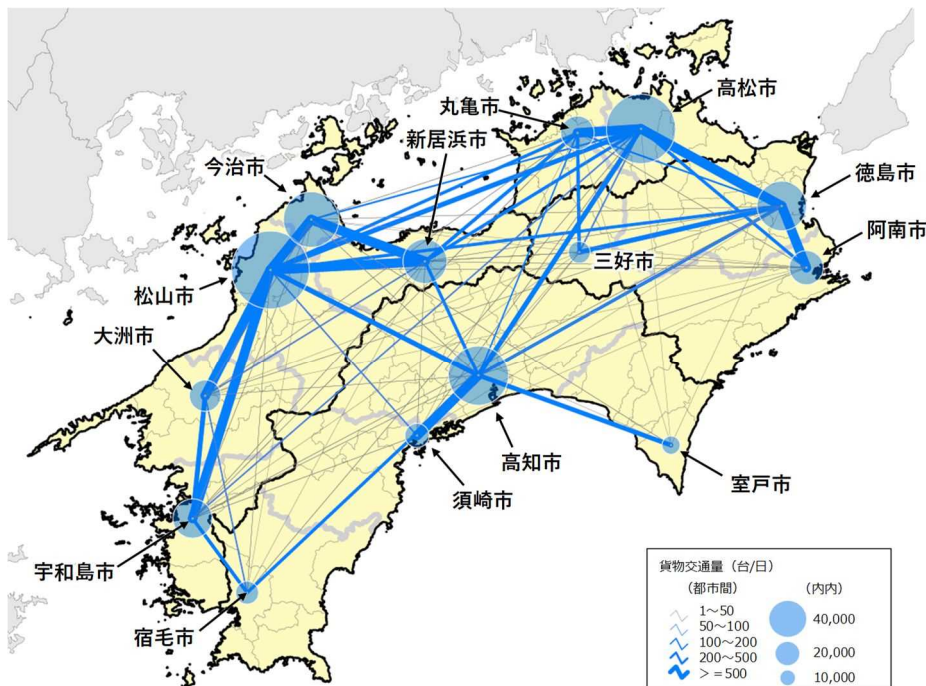 高松市
丸亀市
新居浜市
今治市
徳島市
阿南市
三好市
松山市
大洲市
高知市
室戸市
須崎市
宇和島市
宿毛市
貨物交通量（台/日）
（都市間）
（内内）
1～50
50～100
100～200
200～500
＞＝500
40,000
20,000
10,000